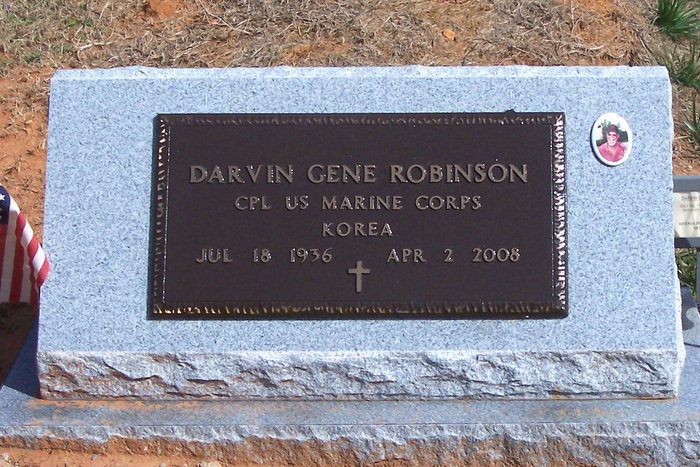 DARVIN GENE ROBINSON
CPL US MARINE CORPS
KOREA
JUL 18 1936 APR 2 2008